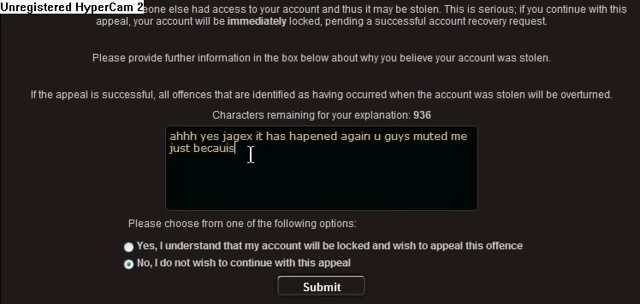 Unregistered HyperCam 2
eone else had access to your account and thus it may be stolen. This is serious; if you continue with this
appeal, your account will be immediately locked, pending a successful account recovery request.
Please provide further information in the box below about why you believe your account was stolen.
If the appeal is successful, all offences that are identified as having occurred when the account was stolen will be overturned.
Characters remaining for your explanation: 936
ahhh yes jagex it has hapened again u guys muted me
just becauis
Please choose from one of the following options:
Yes, I understand that my account will be locked and wish to appeal this offence
No, I do not wish to continue with this appeal
Submit